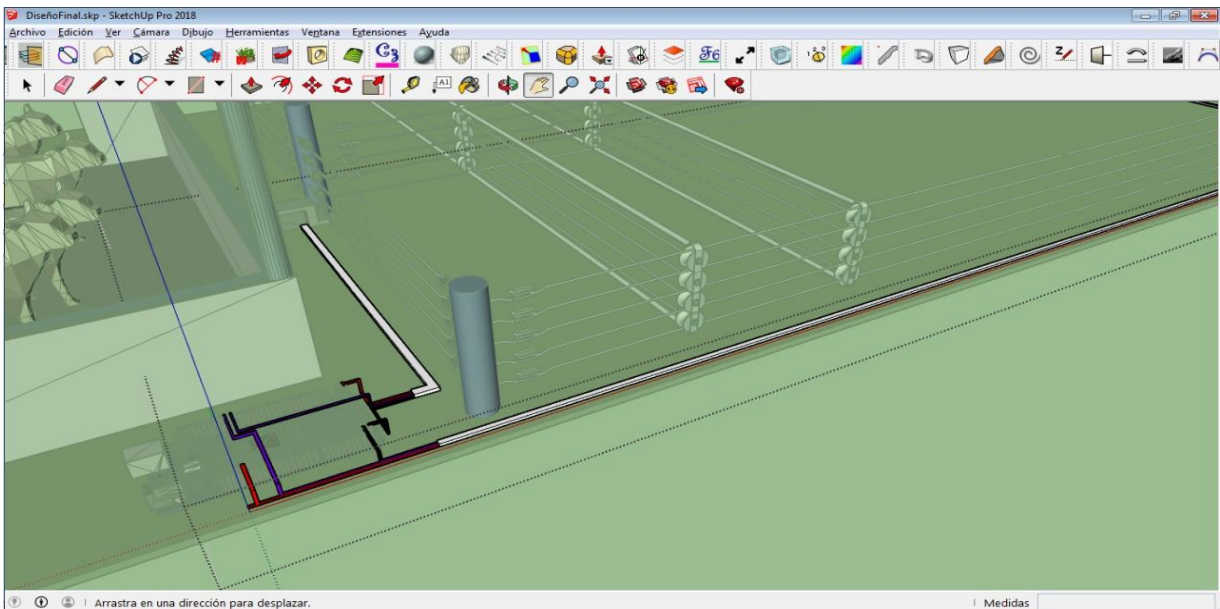 DiseñoFinal.skp - SketchUp Pro 2018
Archivo Edición Ver Cámara Dibujo Herramientas Ventana Extensiones Ayuda
Arrastra en una dirección para desplazar.
Medidas